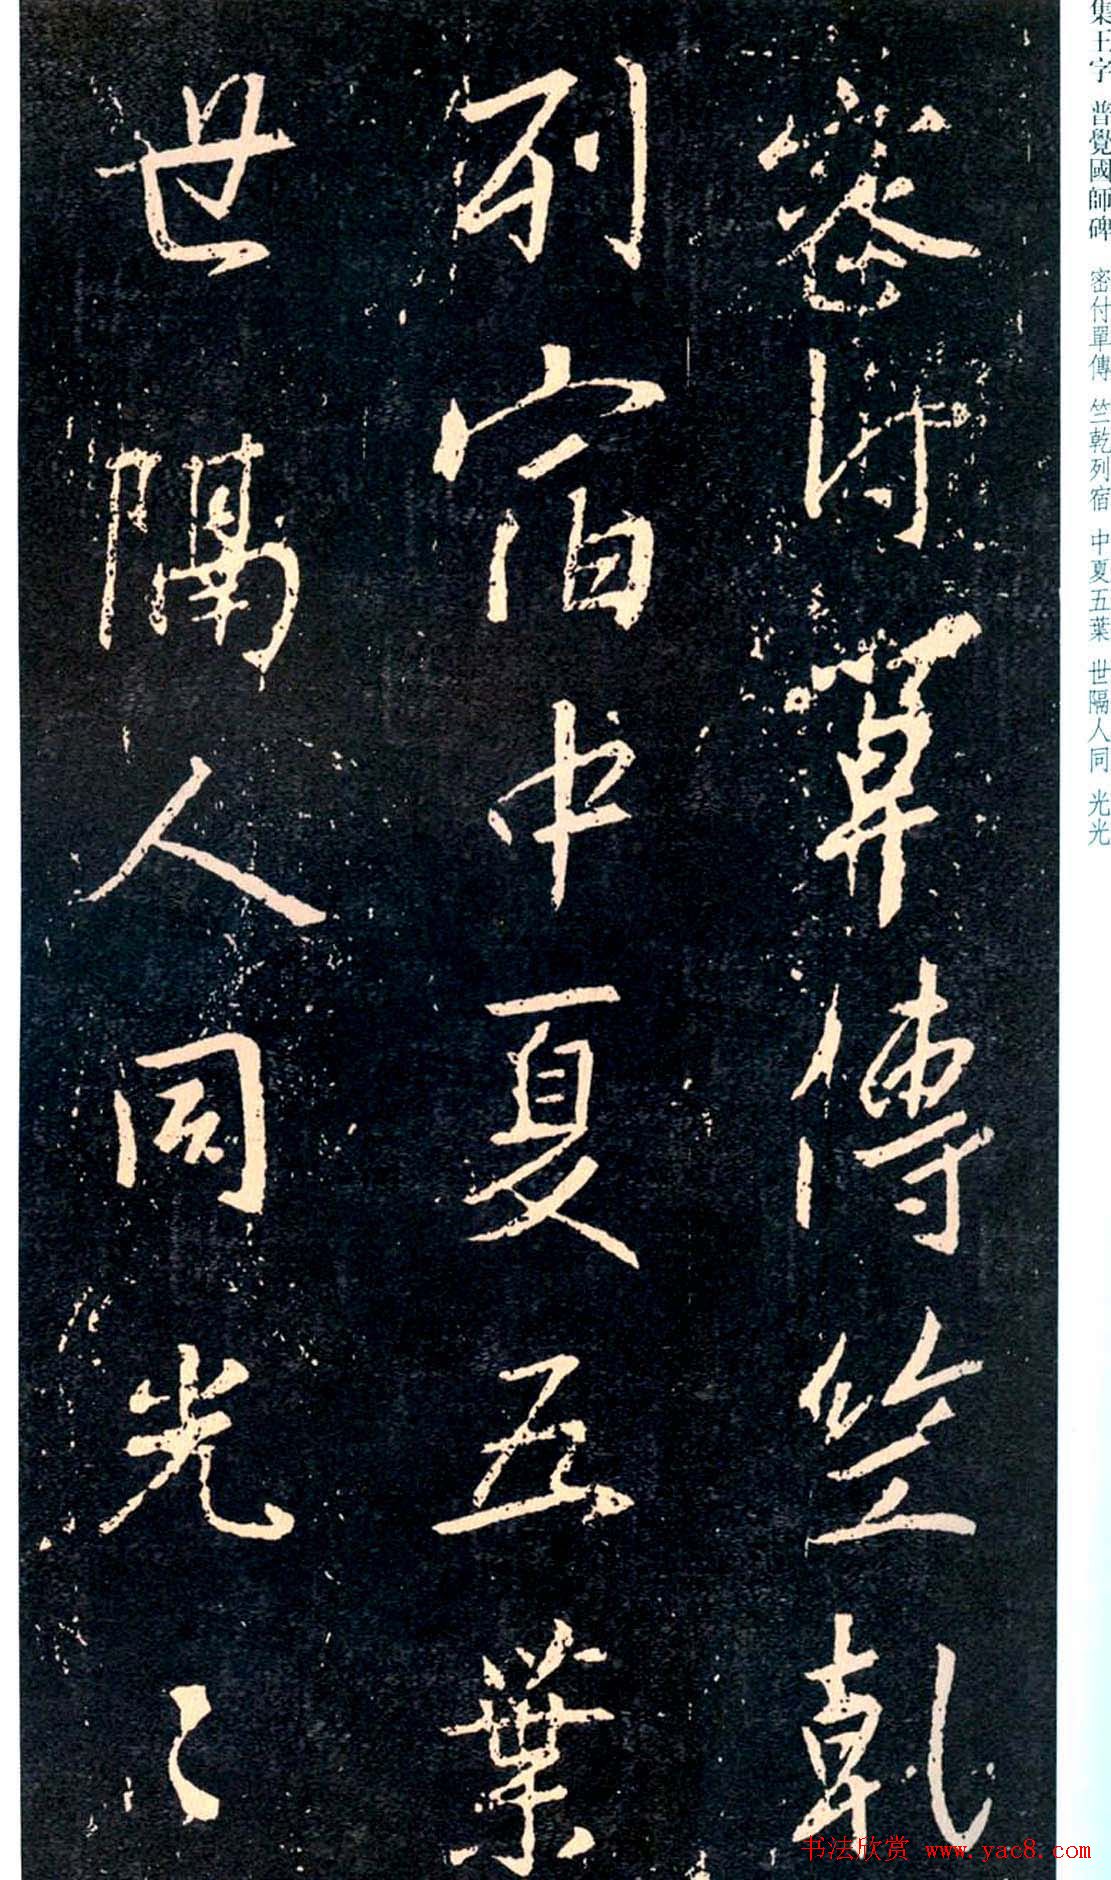 集王字 普覺國師碑 密付單傳 竺乾列宿 中夏五葉 世隔人同 光光
密付單傳竺乾
列宿中夏五葉
世隔人同光〻
书法欣赏 www.yac8.com